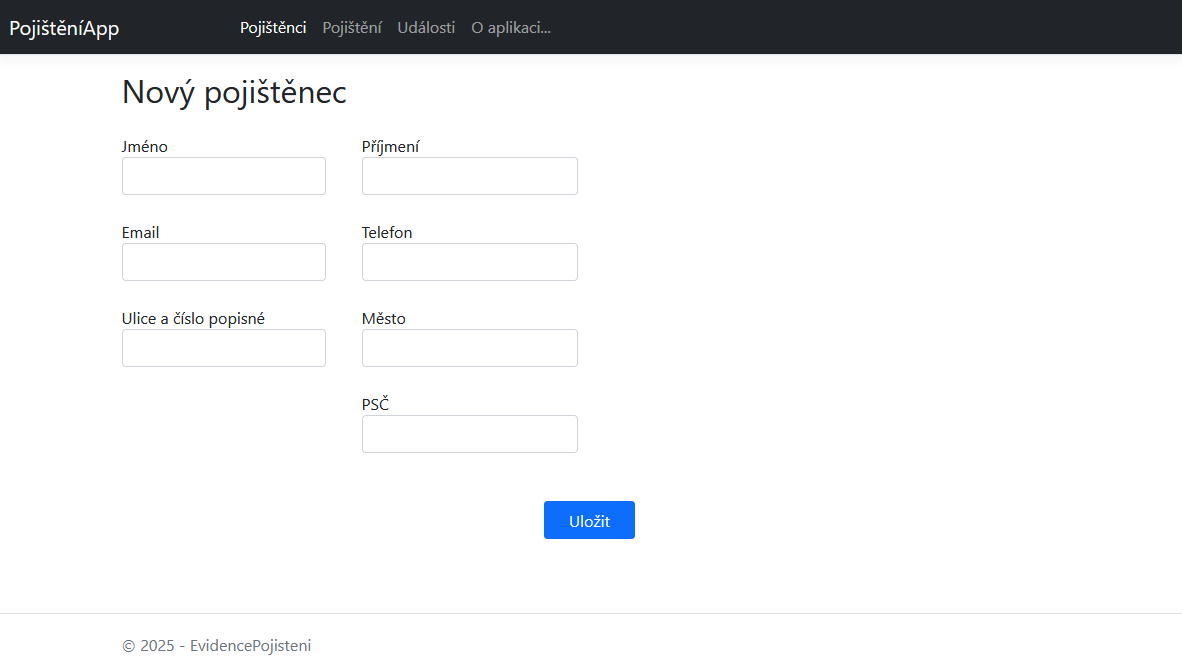 PojištěníApp Pojištěnci Pojištění Události O aplikaci...
Nový pojištěnec
Jméno Příjmení
Email Telefon
Ulice a číslo popisné Město
PSČ
Uložit
© 2025 - EvidencePojisteni